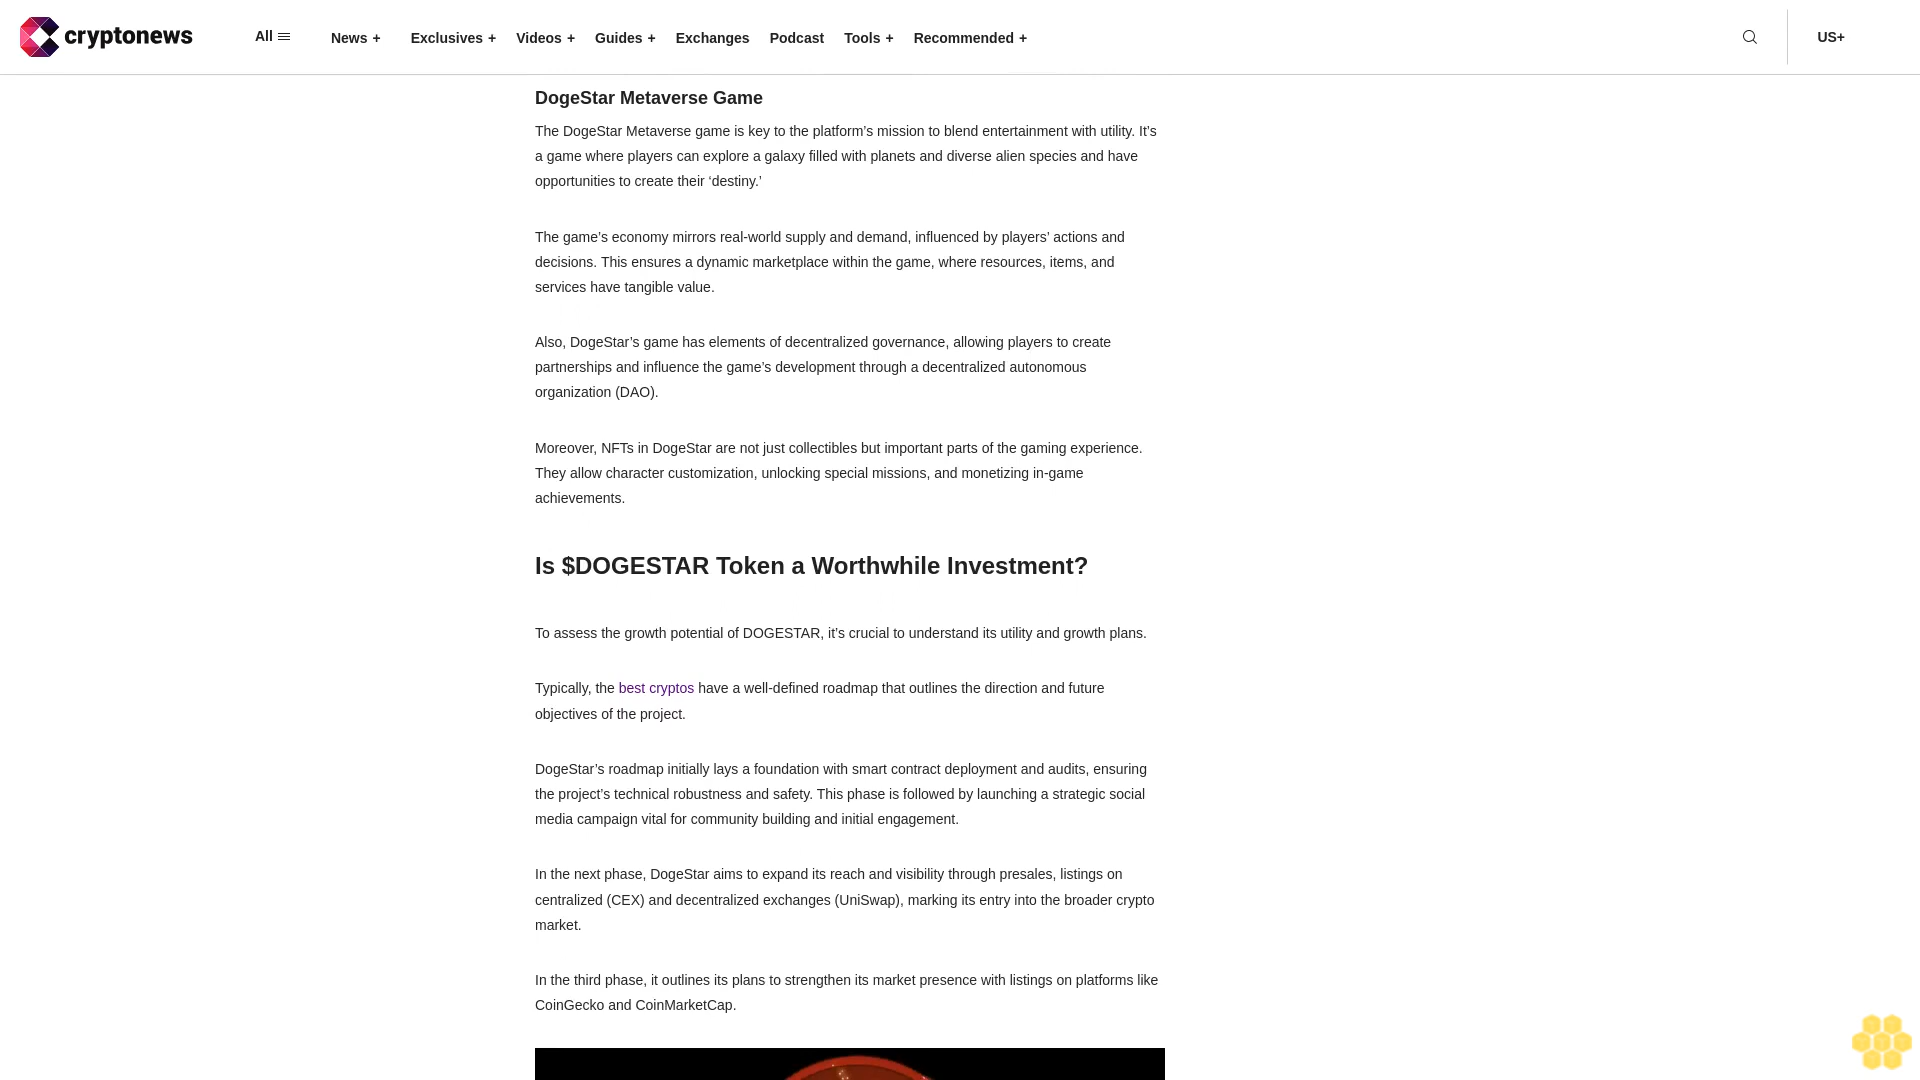 cryptonews
All
News +
Exclusives +
Videos +
Guides +
Exchanges
Podcast
Tools +
Recommended +
US+
DogeStar Metaverse Game
The DogeStar Metaverse game is key to the platform’s mission to blend entertainment with utility. It’s
a game where players can explore a galaxy filled with planets and diverse alien species and have
opportunities to create their ‘destiny.’
The game’s economy mirrors real-world supply and demand, influenced by players’ actions and
decisions. This ensures a dynamic marketplace within the game, where resources, items, and
services have tangible value.
Also, DogeStar’s game has elements of decentralized governance, allowing players to create
partnerships and influence the game’s development through a decentralized autonomous
organization (DAO).
Moreover, NFTs in DogeStar are not just collectibles but important parts of the gaming experience.
They allow character customization, unlocking special missions, and monetizing in-game
achievements.
Is $DOGESTAR Token a Worthwhile Investment?
To assess the growth potential of DOGESTAR, it’s crucial to understand its utility and growth plans.
Typically, the best cryptos have a well-defined roadmap that outlines the direction and future
objectives of the project.
DogeStar’s roadmap initially lays a foundation with smart contract deployment and audits, ensuring
the project’s technical robustness and safety. This phase is followed by launching a strategic social
media campaign vital for community building and initial engagement.
In the next phase, DogeStar aims to expand its reach and visibility through presales, listings on
centralized (CEX) and decentralized exchanges (UniSwap), marking its entry into the broader crypto
market.
In the third phase, it outlines its plans to strengthen its market presence with listings on platforms like
CoinGecko and CoinMarketCap.